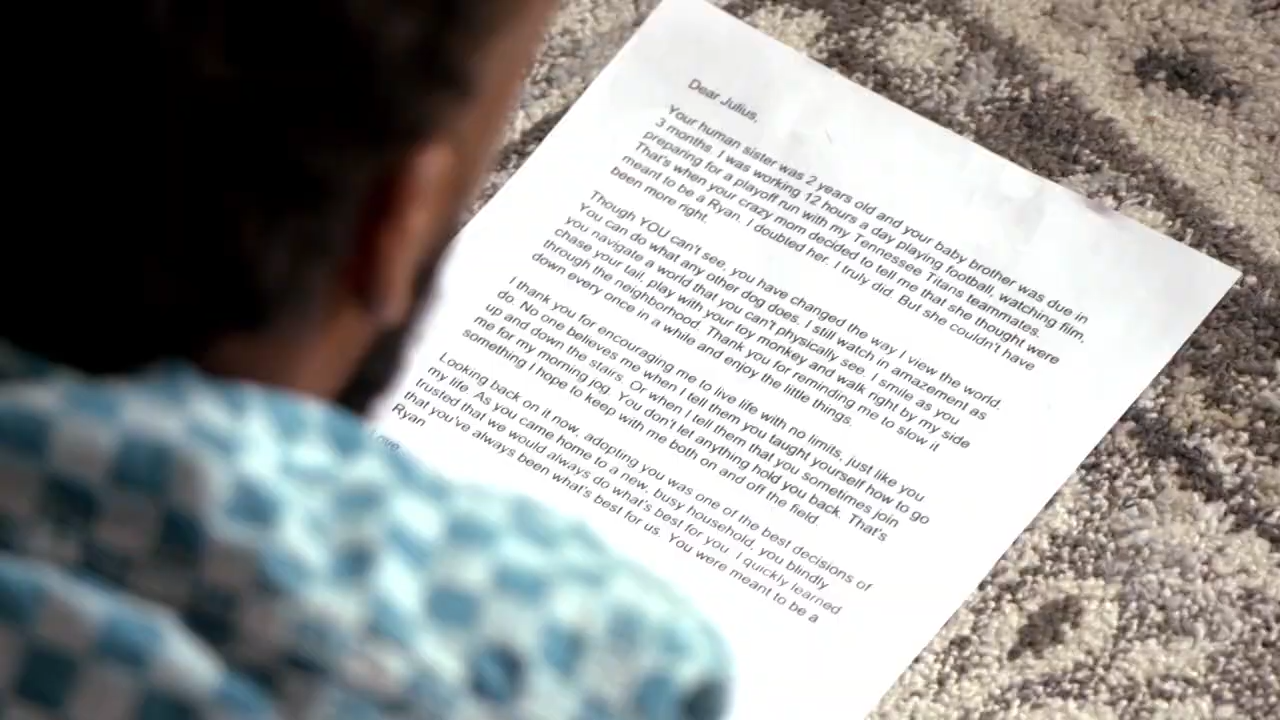 Dear Julius,
Your human sister was 2 years old and your baby brother was due in
3 months. I was working 12 hours a day playing football, watching film,
preparing for a playoff run with my Tennessee Titans teammates.
That's when your crazy mom decided to tell me that she thought were
meant to be a Ryan. I doubted her. I truly did. But she couldn't have
been more right.
Though YOU can't see, you have changed the way I view the world.
You can do what any other dog does. I still watch in amazement as
you navigate a world that you can't physically see. I smile as you
chase your tail, play with your toy monkey and walk right by my side
through the neighborhood. Thank you for reminding me to slow it
down every once in a while and enjoy the little things.
I thank you for encouraging me to live life with no limits, just like you
do. No one believes me when I tell them you taught yourself how to go
up and down the stairs. Or when I tell them that you sometimes join
me for my morning jog. You don't let anything hold you back. That's
something I hope to keep with me both on and off the field.
Looking back on it now, adopting you was one of the best decisions of
my life. As you came home to a new, busy household, you blindly
trusted that we would always do what's best for you. I quickly learned
that you've always been what's best for us. You were meant to be a
Ryan
Love